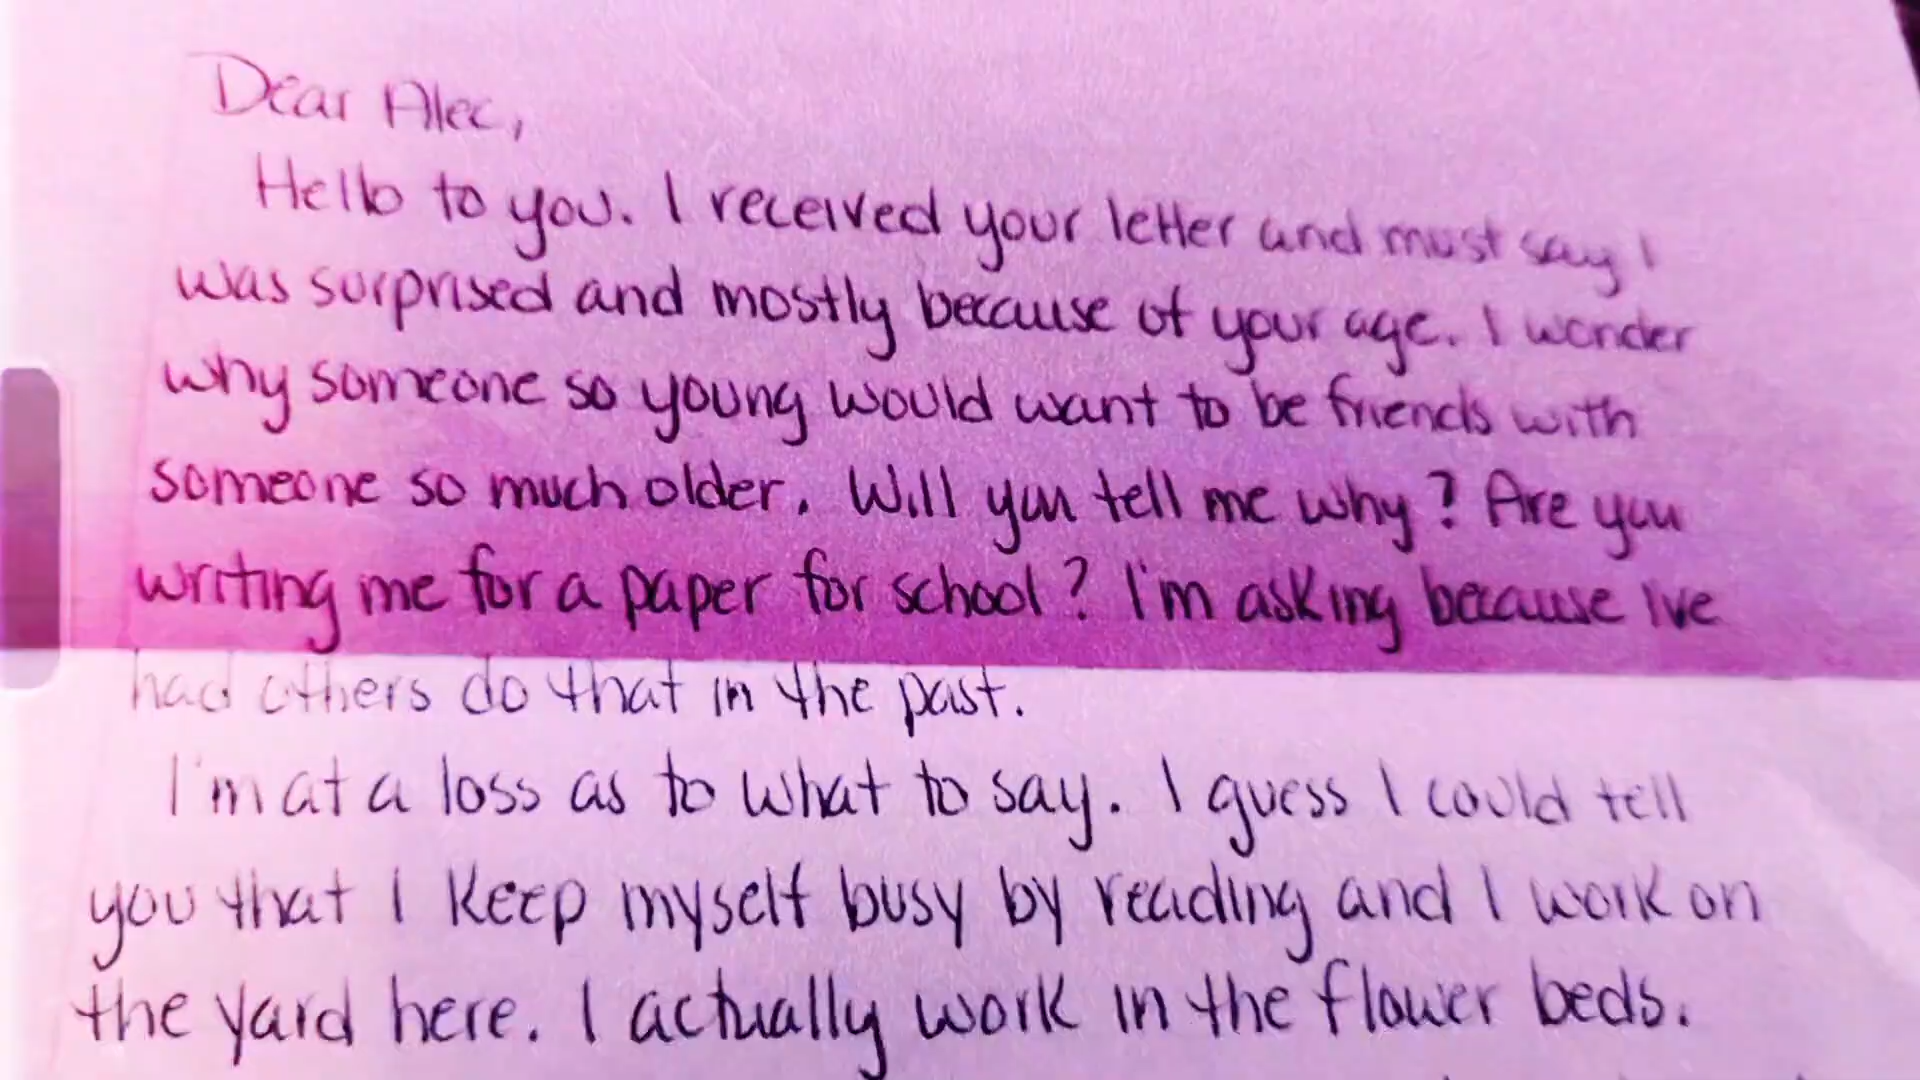 Dear Alec,
Hello to you. I received your letter and must say I
was surprised and mostly because of your age. I wonder
why someone so young would want to be friends with
someone so much older. Will you tell me why? Are you
writing me for a paper for school? I'm asking because ive
had others do that in the past.
I'm at a loss as to what to say. I guess I could tell
you that I keep myself busy by reading and I work on
the yard here. I actually work in the flower beds.